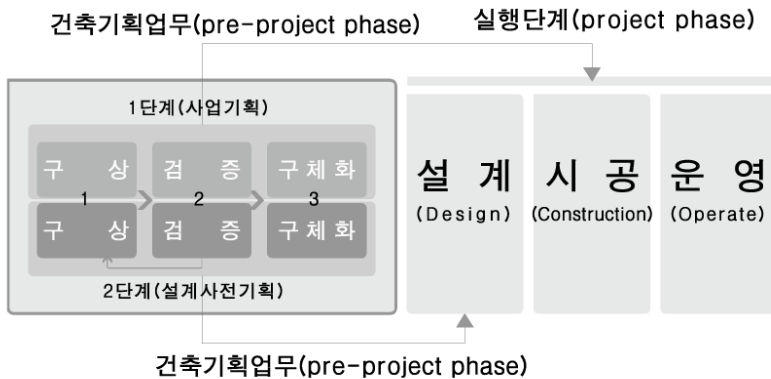 건축기획업무(pre-project phase)
실행단계(project phase)
1단계(사업기획)
구 상
검 증
구 체 화
1
2
3
구 상
검 증
구 체 화
2단계(설계사전기획)
설 계
(Design)
시 공
(Construction)
운 영
(Operate)
건축기획업무(pre-project phase)